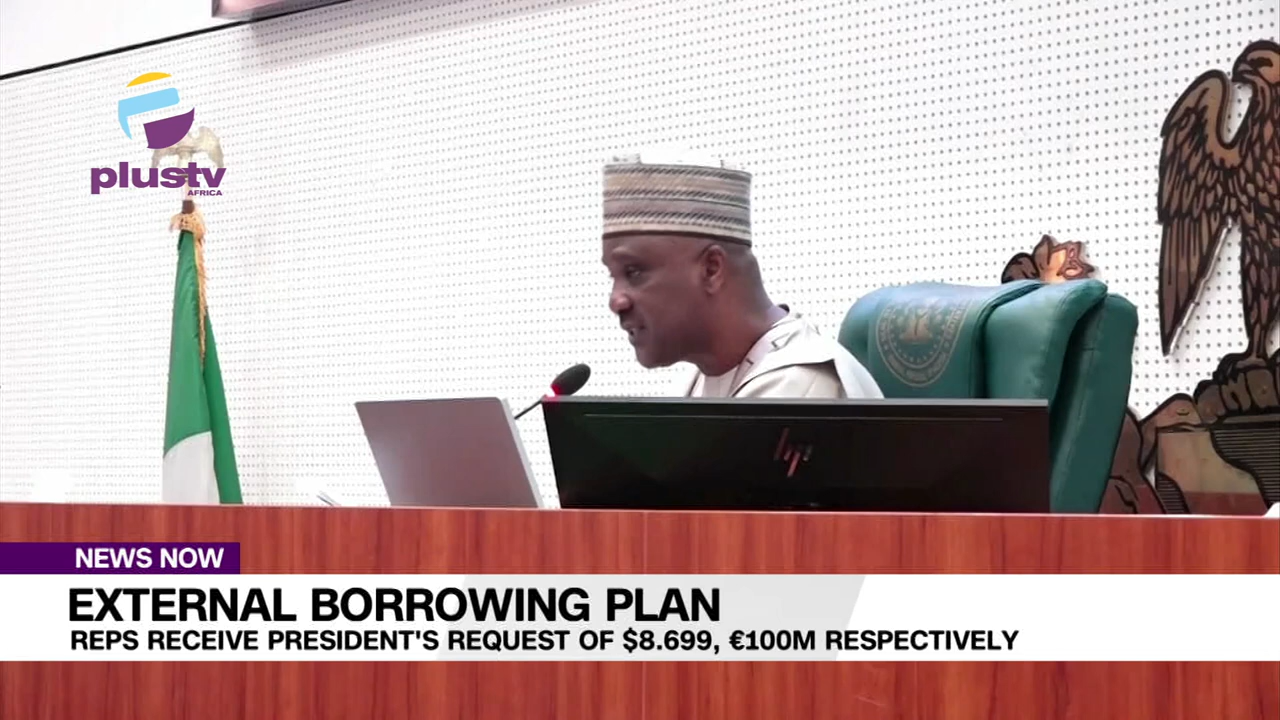 plustv
AFRICA
hp
NEWS NOW
EXTERNAL BORROWING PLAN
REPS RECEIVE PRESIDENT'S REQUEST OF $8.699, €100M RESPECTIVELY